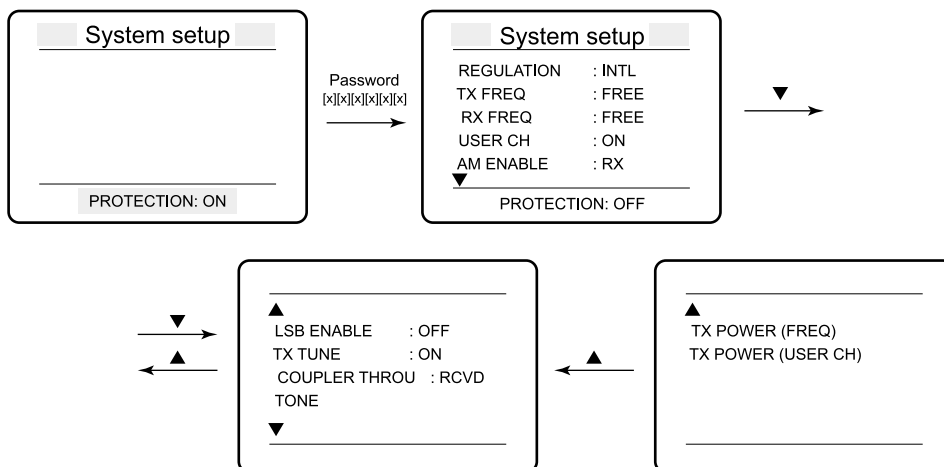 System setup
PROTECTION: ON
Password
[x][x][x][x][x][x]
System setup
REGULATION : INTL
TX FREQ : FREE
RX FREQ : FREE
USER CH : ON
AM ENABLE : RX
▼
PROTECTION: OFF
▼
▼
▲
▲
LSB ENABLE : OFF
TX TUNE : ON
COUPLER THROU : RCVD
TONE
▼
▲
▲
TX POWER (FREQ)
TX POWER (USER CH)